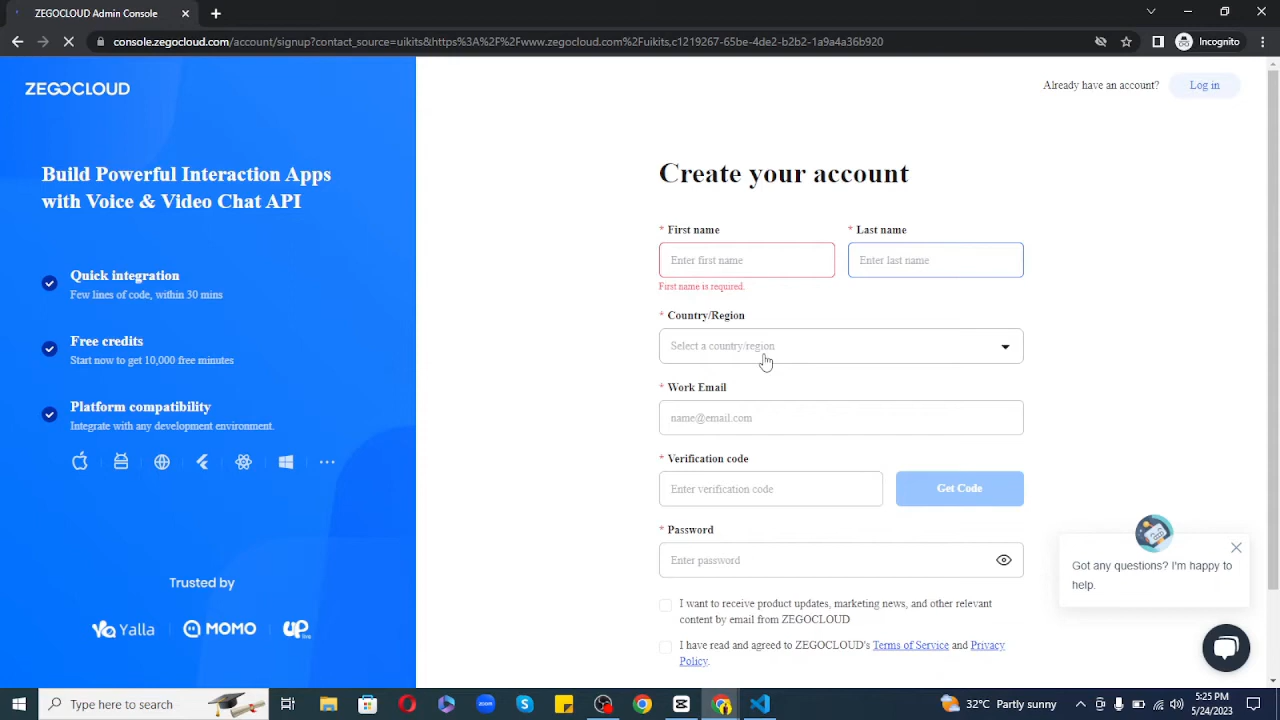 ZEGOCLOUD Admin Console
console.zegocloud.com/account/signup?contact_source=uikits&https%3A%2F%2Fwww.zegocloud.com%2Fuikits,c1219267-65be-4de2-b2b2-1a9a4a36b920
Incognito
ZEGOCLOUD
Already have an account?
Log in
Build Powerful Interaction Apps
with Voice & Video Chat API
Quick integration
Few lines of code, within 30 mins
Free credits
Start now to get 10,000 free minutes
Platform compatibility
Integrate with any development environment.
Trusted by
Yalla
MOMO
UP live
Create your account
* First name
* Last name
Enter first name
Enter last name
First name is required.
* Country/Region
Select a country/region
* Work Email
name@email.com
* Verification code
Enter verification code
Get Code
* Password
Enter password
I want to receive product updates, marketing news, and other relevant
content by email from ZEGOCLOUD
I have read and agreed to ZEGOCLOUD's Terms of Service and Privacy
Policy.
Got any questions? I'm happy to
help.
Type here to search
zoom
32°C Partly sunny
5:25 PM
5/24/2023